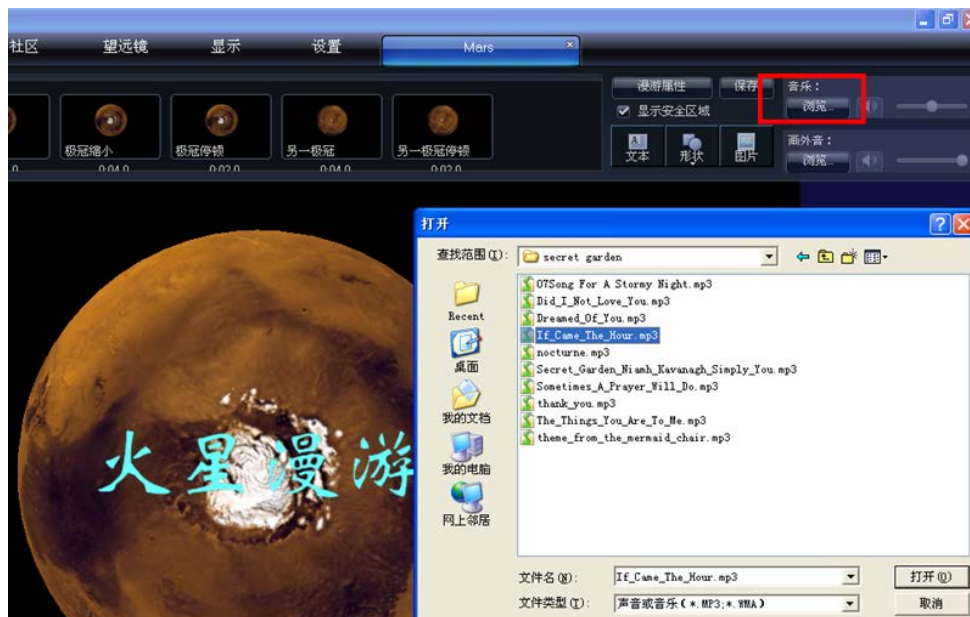 社区 望远镜 显示 设置 Mars
漫游属性 保存 音乐：
浏览...
显示安全区域
文本 形状 图片
画外音：
浏览...
极冠缩小 极冠停顿 另一极冠 另一极冠停顿
0:04.0 0:02.0 0:04.0 0:02.0
火星漫游
打开
查找范围(I): secret garden
Recent
桌面
我的文档
我的电脑
网上邻居
07Song For A Stormy Night.mp3
Did_I_Not_Love_You.mp3
Dreamed_Of_You.mp3
If_Came_The_Hour.mp3
nocturne.mp3
Secret_Garden_Niamh_Kavanagh_Simply_You.mp3
Sometimes_A_Prayer_Will_Do.mp3
thank_you.mp3
The_Things_You_Are_To_Me.mp3
theme_from_the_mermaid_chair.mp3
文件名(N): If_Came_The_Hour.mp3 打开(O)
文件类型(T): 声音或音乐(*.MP3;*.WMA) 取消